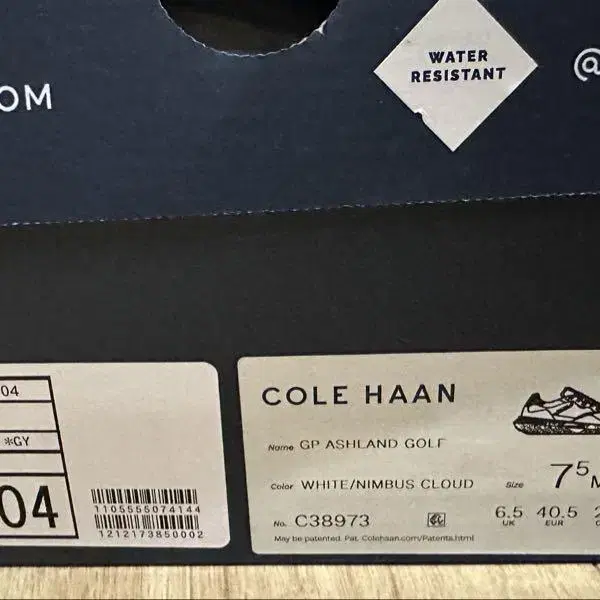 OM
WATER
RESISTANT
@
04
*GY
04
1105555074144
1212173850002
COLE HAAN
Name GP ASHLAND GOLF
Color WHITE/NIMBUS CLOUD
Size 7⁵ M
No. C38973
6.5 40.5 2
UK EUR C
May be patented. Pat. Colehaan.com/Patents.html